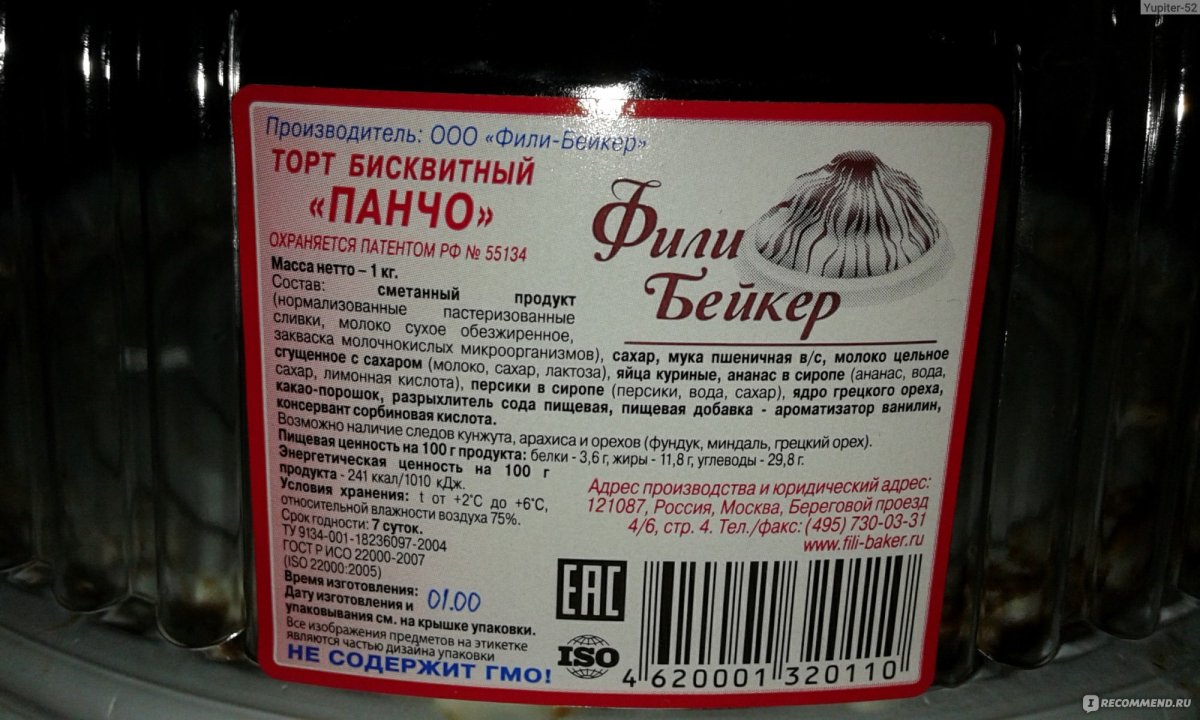 Yupiter-52
Производитель: ООО «Фили-Бейкер»
ТОРТ БИСКВИТНЫЙ
«ПАНЧО»
ОХРАНЯЕТСЯ ПАТЕНТОМ РФ № 55134
Фили
Бейкер
Масса нетто – 1 кг.
Состав: сметанный продукт
(нормализованные пастеризованные
сливки, молоко сухое обезжиренное,
закваска молочнокислых микроорганизмов), сахар, мука пшеничная в/с, молоко цельное
сгущенное с сахаром (молоко, сахар, лактоза), яйца куриные, ананас в сиропе (ананас, вода,
сахар, лимонная кислота), персики в сиропе (персики, вода, сахар), ядро грецкого ореха,
какао-порошок, разрыхлитель сода пищевая, пищевая добавка - ароматизатор ванилин,
консервант сорбиновая кислота.
Возможно наличие следов кунжута, арахиса и орехов (фундук, миндаль, грецкий орех).
Пищевая ценность на 100 г продукта: белки - 3,6 г, жиры - 11,8 г, углеводы - 29,8 г.
Энергетическая ценность на 100 г
продукта - 241 ккал/1010 кДж.
Условия хранения: t от +2°С до +6°С,
относительной влажности воздуха 75%.
Срок годности: 7 суток.
ТУ 9134-001-18236097-2004
ГОСТ Р ИСО 22000-2007
(ISO 22000:2005)
Время изготовления: 01.00
Дату изготовления и
упаковывания см. на крышке упаковки.
Все изображения предметов на этикетке
являются частью дизайна упаковки
НЕ СОДЕРЖИТ ГМО!
Адрес производства и юридический адрес:
121087, Россия, Москва, Береговой проезд
4/6, стр. 4. Тел./факс: (495) 730-03-31
www.fili-baker.ru
EAC
ISO
4 620001 320110
IRECOMMEND.RU